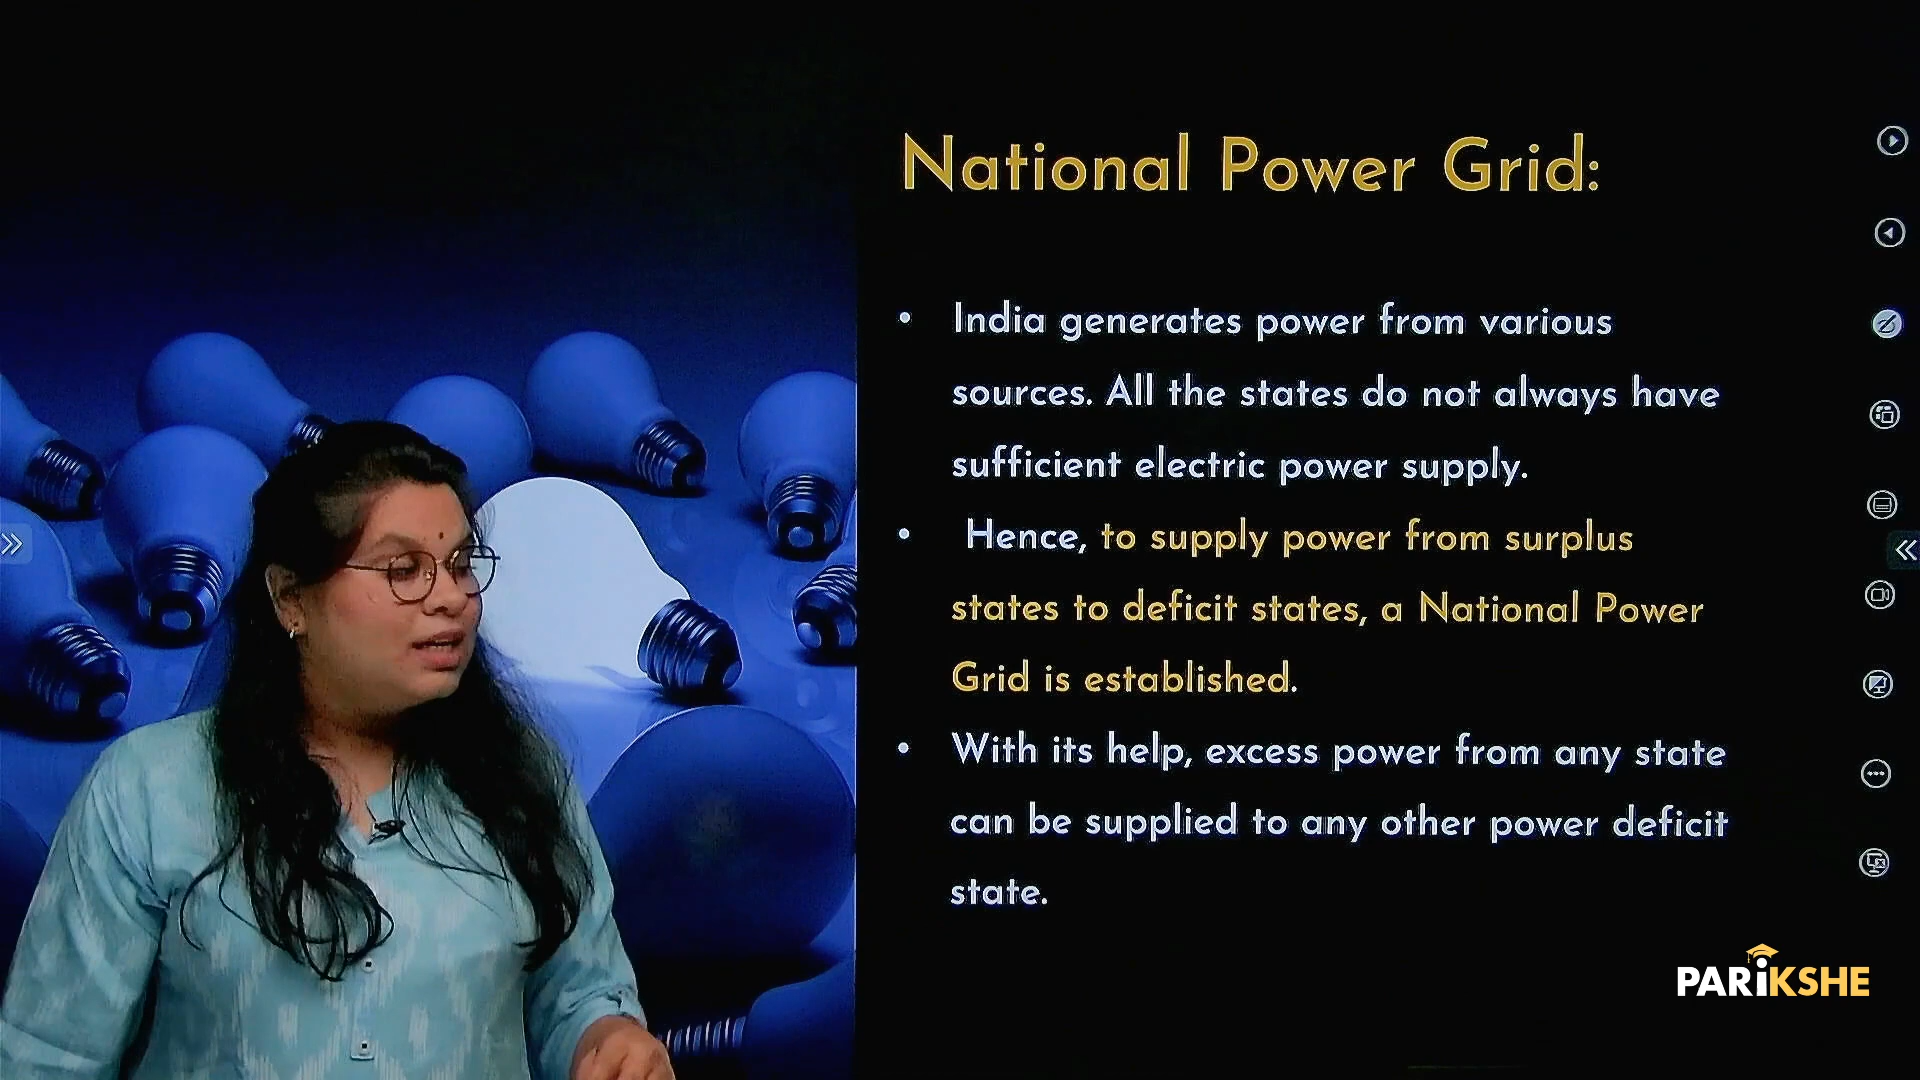 National Power Grid:
• India generates power from various
sources. All the states do not always have
sufficient electric power supply.
• Hence, to supply power from surplus
states to deficit states, a National Power
Grid is established.
• With its help, excess power from any state
can be supplied to any other power deficit
state.
PARiKSHE